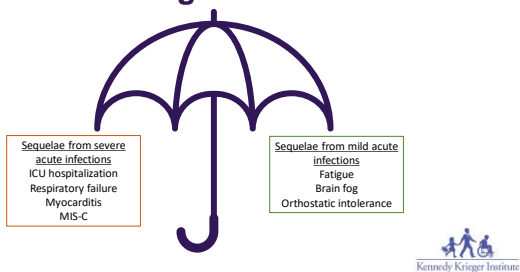 Sequelae from severe
acute infections
ICU hospitalization
Respiratory failure
Myocarditis
MIS-C
Sequelae from mild acute
infections
Fatigue
Brain fog
Orthostatic intolerance
Kennedy Krieger Institute